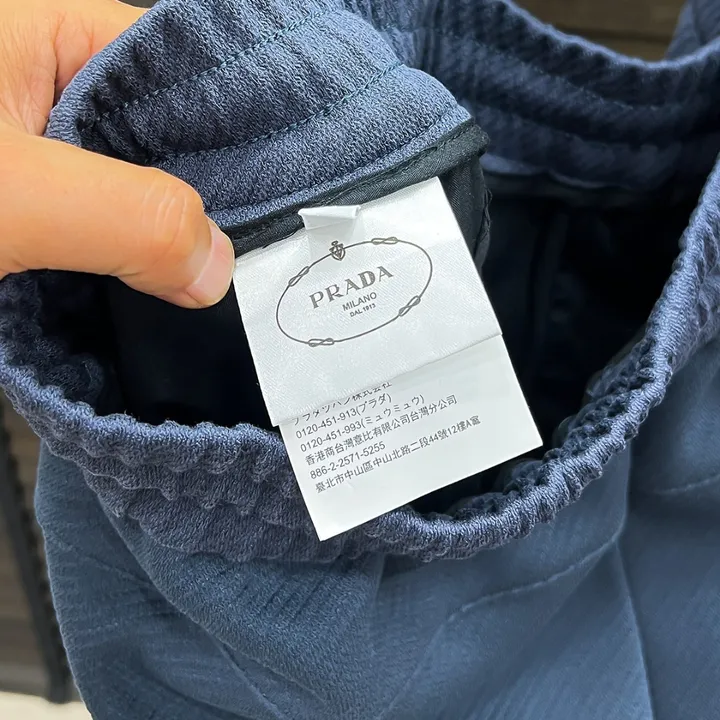 PRADA
MILANO
DAL 1913
プラダジャパン株式会社
0120-451-913(プラダ)
0120-451-993(ミュウミュウ)
香港商台灣意比有限公司台灣分公司
886-2-2571-5255
臺北市中山區中山北路二段44號12樓A室